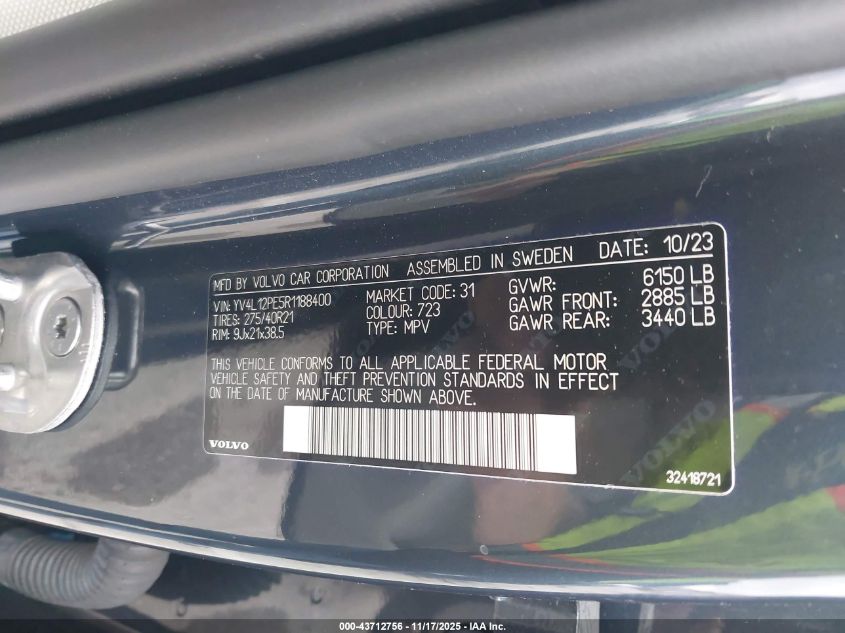 MFD BY VOLVO CAR CORPORATION ASSEMBLED IN SWEDEN DATE: 10/23
VIN: YV4L12PE5R1188400 MARKET CODE: 31 GVWR: 6150 LB
TIRES: 275/40R21 COLOUR: 723 GAWR FRONT: 2885 LB
RIM: 9Jx21x38.5 TYPE: MPV GAWR REAR: 3440 LB
THIS VEHICLE CONFORMS TO ALL APPLICABLE FEDERAL MOTOR
VEHICLE SAFETY AND THEFT PREVENTION STANDARDS IN EFFECT
ON THE DATE OF MANUFACTURE SHOWN ABOVE.
VOLVO
VOLVO
32418721
000-43712756 - 11/17/2025 - IAA Inc.